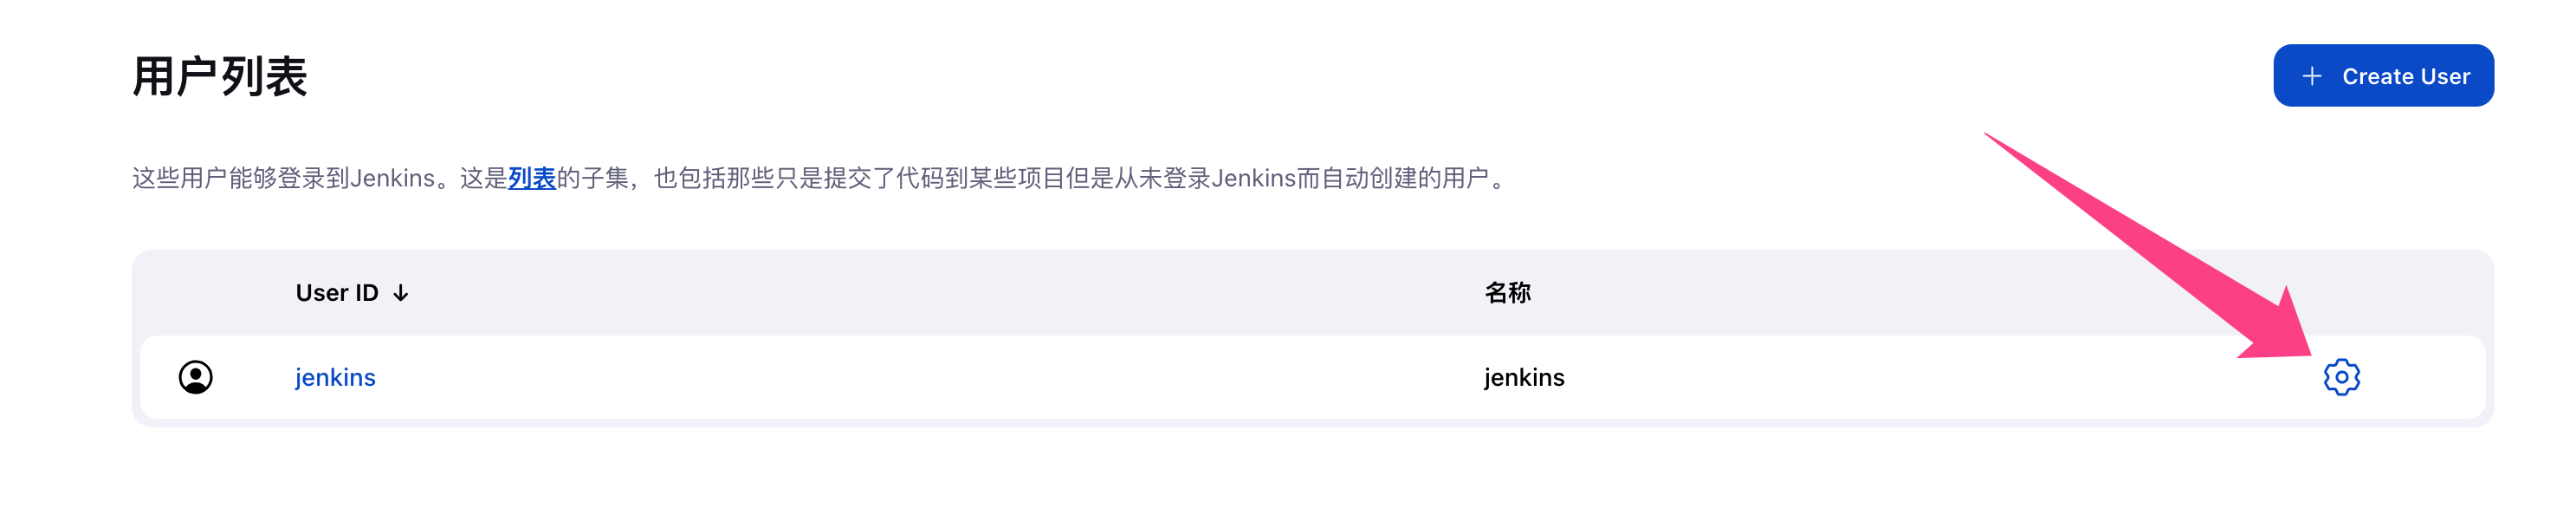 用户列表
Create User
这些用户能够登录到Jenkins。这是列表的子集，也包括那些只是提交了代码到某些项目但是从未登录Jenkins而自动创建的用户。
User ID ↓ 名称
jenkins jenkins